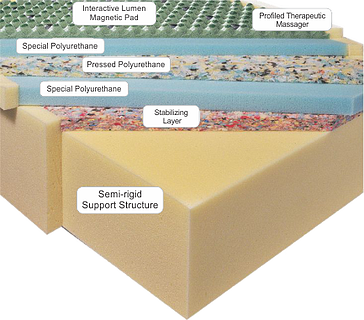 Interactive Lumen
Magnetic Pad
Profiled Therapeutic
Massager
Special Polyurethane
Pressed Polyurethane
Special Polyurethane
Stabilizing
Layer
Semi-rigid
Support Structure